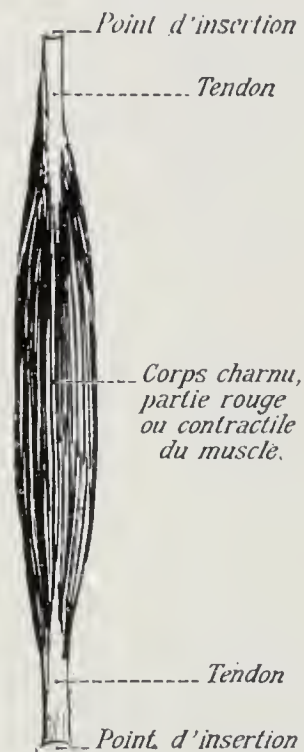 Point d'insertion
Tendon
Corps charnu,
partie rouge
ou contractile
du muscle.
Tendon
Point d'insertion